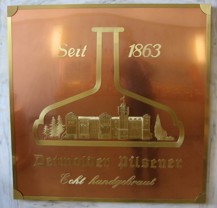 Seit 1863
Detmolder Pilsener
Echt handgebraut